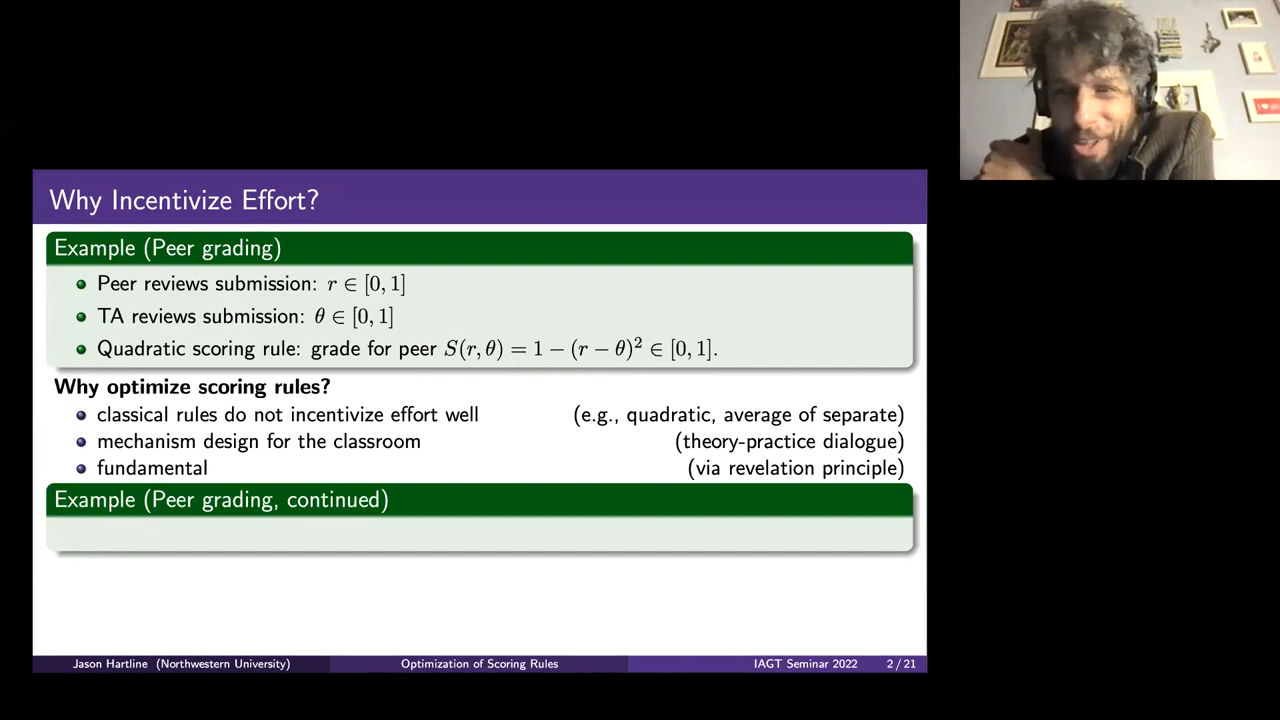 Why Incentivize Effort?
Example (Peer grading)
Peer reviews submission: r ∈ [0, 1]
TA reviews submission: θ ∈ [0, 1]
Quadratic scoring rule: grade for peer S(r, θ) = 1 − (r − θ)² ∈ [0, 1].
Why optimize scoring rules?
classical rules do not incentivize effort well (e.g., quadratic, average of separate)
mechanism design for the classroom (theory-practice dialogue)
fundamental (via revelation principle)
Example (Peer grading, continued)
Jason Hartline (Northwestern University) Optimization of Scoring Rules IAGT Seminar 2022 2 / 21